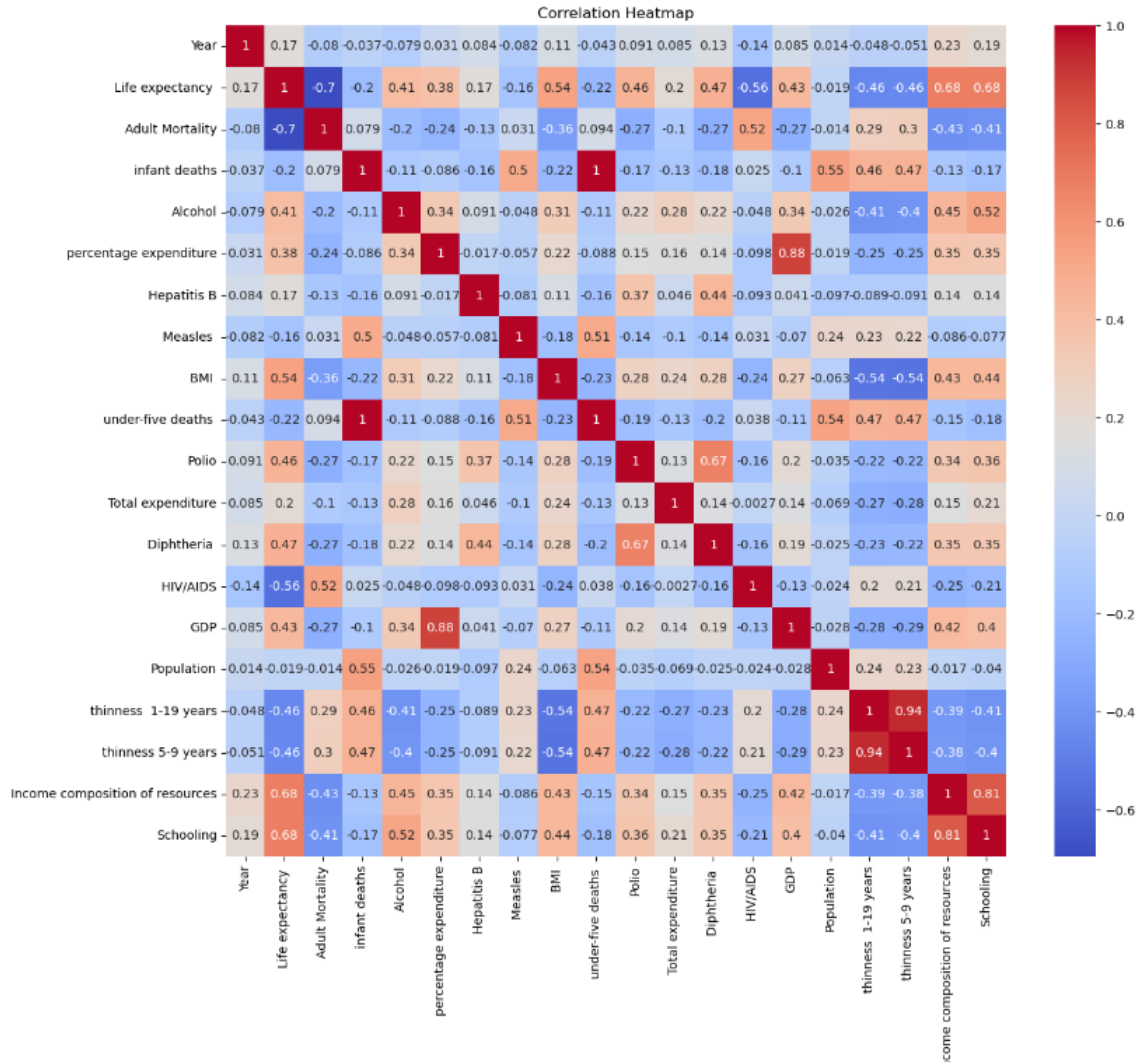 Correlation Heatmap
Year 1 0.17 -0.08 -0.037 -0.079 0.031 0.084 -0.082 0.11 -0.043 0.091 0.085 0.13 -0.14 0.085 0.014 -0.048 -0.051 0.23 0.19
Life expectancy 0.17 1 -0.7 -0.2 0.41 0.38 0.17 -0.16 0.54 -0.22 0.46 0.2 0.47 -0.56 0.43 -0.019 -0.46 -0.46 0.68 0.68
Adult Mortality -0.08 -0.7 1 0.079 -0.2 -0.24 -0.13 0.031 -0.36 0.094 -0.27 -0.1 -0.27 0.52 -0.27 -0.014 0.29 0.3 -0.43 -0.41
infant deaths -0.037 -0.2 0.079 1 -0.11 -0.086 -0.16 0.5 -0.22 1 -0.17 -0.13 -0.18 0.025 -0.1 0.55 0.46 0.47 -0.13 -0.17
Alcohol -0.079 0.41 -0.2 -0.11 1 0.34 0.091 -0.048 0.31 -0.11 0.22 0.28 0.22 -0.048 0.34 -0.026 -0.41 -0.4 0.45 0.52
percentage expenditure 0.031 0.38 -0.24 -0.086 0.34 1 -0.017 -0.057 0.22 -0.088 0.15 0.16 0.14 -0.098 0.88 -0.019 -0.25 -0.25 0.35 0.35
Hepatitis B 0.084 0.17 -0.13 -0.16 0.091 -0.017 1 -0.081 0.11 -0.16 0.37 0.046 0.44 -0.093 0.041 -0.097 -0.089 -0.091 0.14 0.14
Measles -0.082 -0.16 0.031 0.5 -0.048 -0.057 -0.081 1 -0.18 0.51 -0.14 -0.1 -0.14 0.031 -0.07 0.24 0.23 0.22 -0.086 -0.077
BMI 0.11 0.54 -0.36 -0.22 0.31 0.22 0.11 -0.18 1 -0.23 0.28 0.24 0.28 -0.24 0.27 -0.063 -0.54 -0.54 0.43 0.44
under-five deaths -0.043 -0.22 0.094 1 -0.11 -0.088 -0.16 0.51 -0.23 1 -0.19 -0.13 -0.2 0.038 -0.11 0.54 0.47 0.47 -0.15 -0.18
Polio 0.091 0.46 -0.27 -0.17 0.22 0.15 0.37 -0.14 0.28 -0.19 1 0.13 0.67 -0.16 0.2 -0.035 -0.22 -0.22 0.34 0.36
Total expenditure 0.085 0.2 -0.1 -0.13 0.28 0.16 0.046 -0.1 0.24 -0.13 0.13 1 0.14 -0.0027 0.14 -0.069 -0.27 -0.28 0.15 0.21
Diphtheria 0.13 0.47 -0.27 -0.18 0.22 0.14 0.44 -0.14 0.28 -0.2 0.67 0.14 1 -0.16 0.19 -0.025 -0.23 -0.22 0.35 0.35
HIV/AIDS -0.14 -0.56 0.52 0.025 -0.048 -0.098 -0.093 0.031 -0.24 0.038 -0.16 -0.0027 -0.16 1 -0.13 -0.024 0.2 0.21 -0.25 -0.21
GDP 0.085 0.43 -0.27 -0.1 0.34 0.88 0.041 -0.07 0.27 -0.11 0.2 0.14 0.19 -0.13 1 -0.028 -0.28 -0.29 0.42 0.4
Population 0.014 -0.019 -0.014 0.55 -0.026 -0.019 -0.097 0.24 -0.063 0.54 -0.035 -0.069 -0.025 -0.024 -0.028 1 0.24 0.23 -0.017 -0.04
thinness 1-19 years -0.048 -0.46 0.29 0.46 -0.41 -0.25 -0.089 0.23 -0.54 0.47 -0.22 -0.27 -0.23 0.2 -0.28 0.24 1 0.94 -0.39 -0.41
thinness 5-9 years -0.051 -0.46 0.3 0.47 -0.4 -0.25 -0.091 0.22 -0.54 0.47 -0.22 -0.28 -0.22 0.21 -0.29 0.23 0.94 1 -0.38 -0.4
Income composition of resources 0.23 0.68 -0.43 -0.13 0.45 0.35 0.14 -0.086 0.43 -0.15 0.34 0.15 0.35 -0.25 0.42 -0.017 -0.39 -0.38 1 0.81
Schooling 0.19 0.68 -0.41 -0.17 0.52 0.35 0.14 -0.077 0.44 -0.18 0.36 0.21 0.35 -0.21 0.4 -0.04 -0.41 -0.4 0.81 1
Year
Life expectancy
Adult Mortality
infant deaths
Alcohol
percentage expenditure
Hepatitis B
Measles
BMI
under-five deaths
Polio
Total expenditure
Diphtheria
HIV/AIDS
GDP
Population
thinness 1-19 years
thinness 5-9 years
ncome composition of resources
Schooling
1.0
0.8
0.6
0.4
0.2
0.0
−0.2
−0.4
−0.6